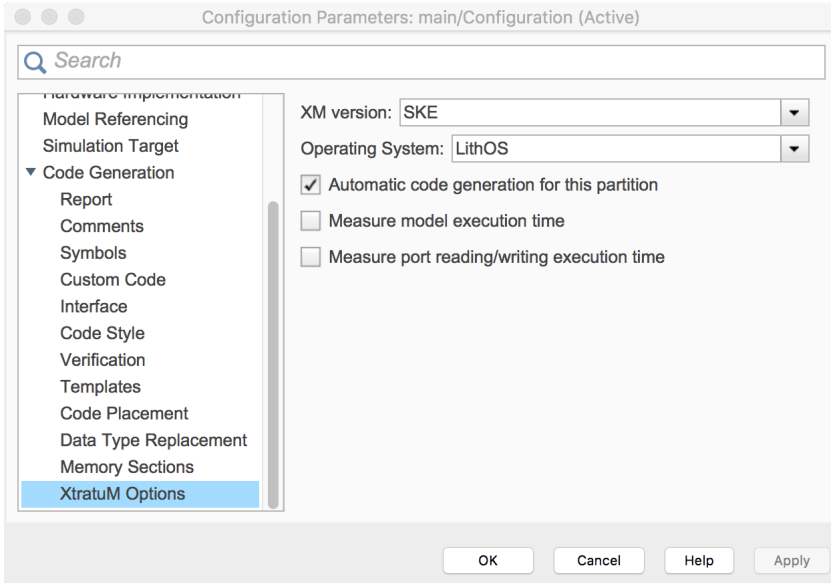 Configuration Parameters: main/Configuration (Active)
Search
Hardware Implementation
Model Referencing
Simulation Target
Code Generation
Report
Comments
Symbols
Custom Code
Interface
Code Style
Verification
Templates
Code Placement
Data Type Replacement
Memory Sections
XtratuM Options
XM version: SKE
Operating System: LithOS
Automatic code generation for this partition
Measure model execution time
Measure port reading/writing execution time
OK Cancel Help Apply